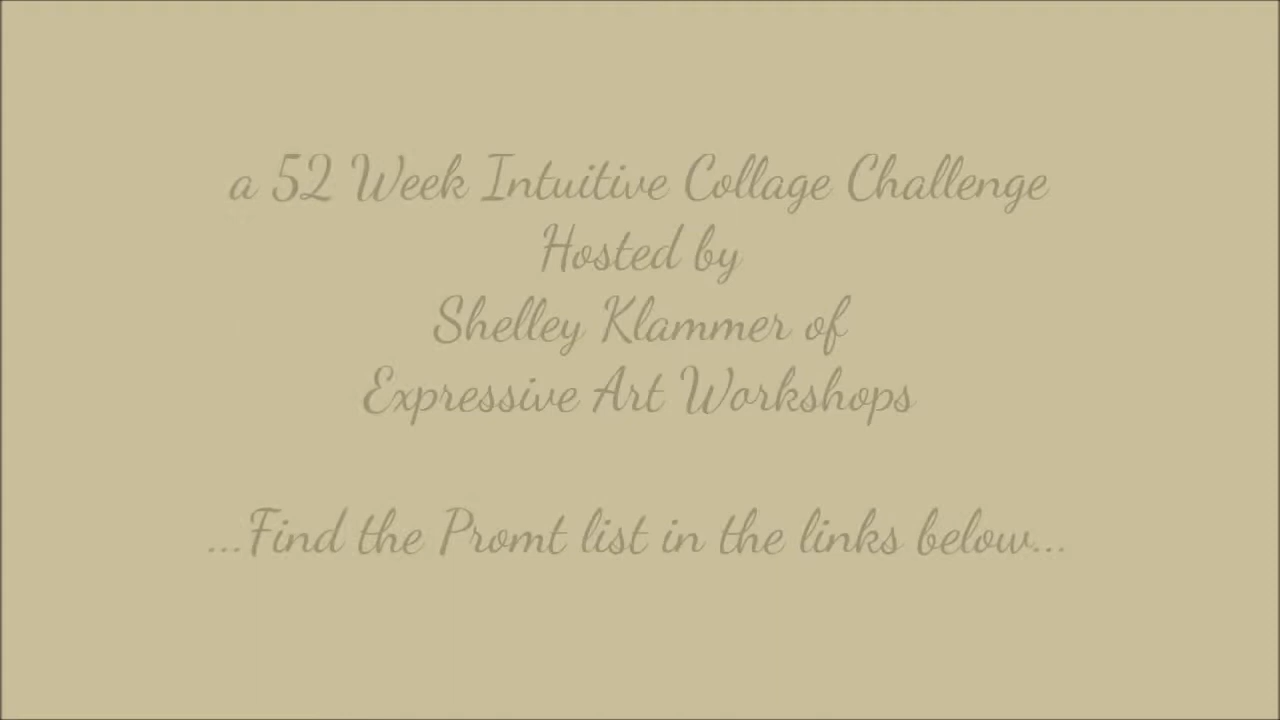 a 52 Week Intuitive Collage Challenge
Hosted by
Shelley Klammer of
Expressive Art Workshops
...Find the Promt list in the links below...